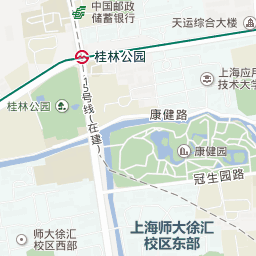 中国邮政
储蓄银行
天运综合大楼
桂林公园
上海应用
技术大学
桂林公园
康健路
15号线(在建
康健园
冠生园路
师大徐汇
校区西部
上海师大徐汇
校区东部